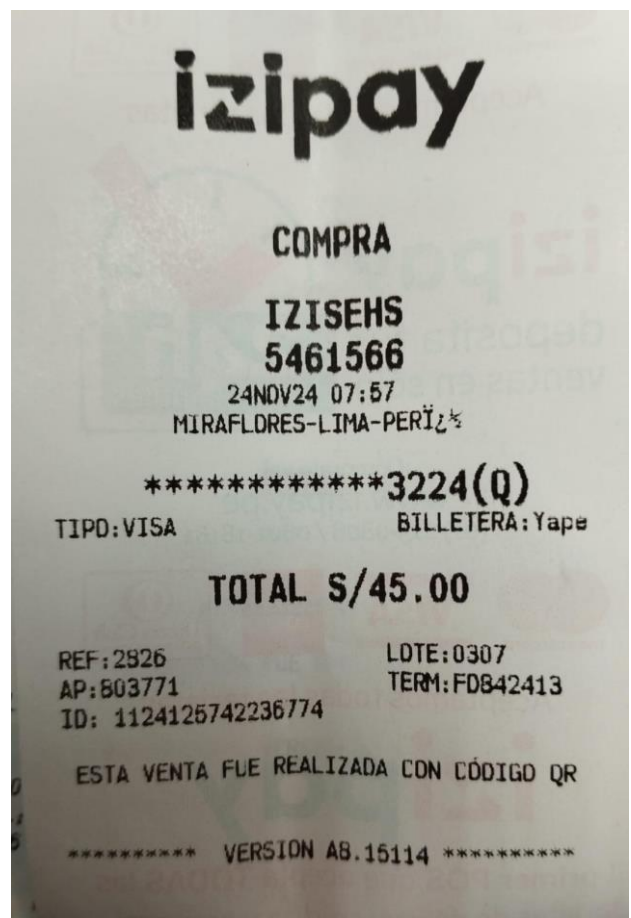 izipay
COMPRA
IZISEHS
5461566
24NOV24 07:57
MIRAFLORES-LIMA-PERÏ¿½
************3224(Q)
TIPO:VISA BILLETERA:Yape
TOTAL S/45.00
REF:2826 LOTE:0307
AP:803771 TERM:FD842413
ID: 1124125742236774
ESTA VENTA FUE REALIZADA CON CÓDIGO QR
********** VERSION A8.15114 **********